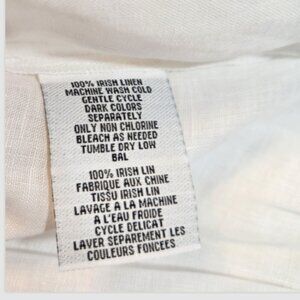 100% IRISH LINEN
MACHINE WASH COLD
GENTLE CYCLE
DARK COLORS
SEPARATELY
ONLY NON CHLORINE
BLEACH AS NEEDED
TUMBLE DRY LOW
BAL
100% IRISH LIN
FABRIQUE AUX CHINE
TISSU IRISH LIN
LAVAGE A LA MACHINE
A L'EAU FROIDE
CYCLE DELICAT
LAVER SEPAREMENT LES
COULEURS FONCEES